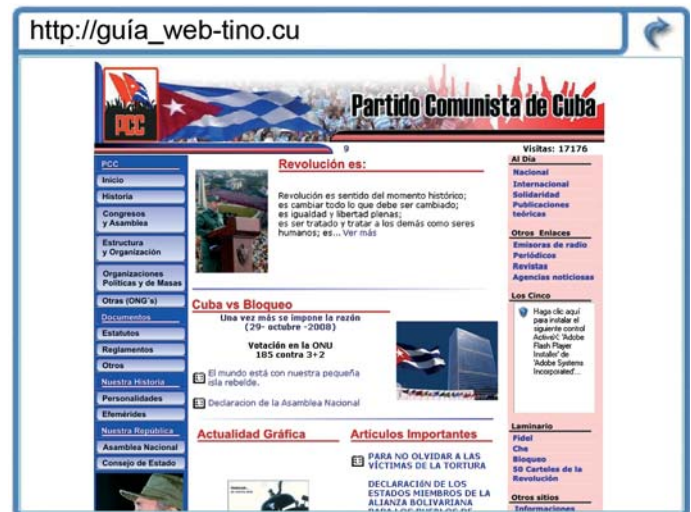 http://guía_web-tino.cu
PCC
Partido Comunista de Cuba
9
Visitas: 17176
PCC
Inicio
Historia
Congresos
y Asamblea
Estructura
y Organización
Organizaciones
Políticas y de Masas
Otras (ONG´s)
Documentos
Estatutos
Reglamentos
Otros
Nuestra Historia
Personalidades
Efemérides
Nuestra República
Asamblea Nacional
Consejo de Estado
Revolución es:
Revolución es sentido del momento histórico;
es cambiar todo lo que debe ser cambiado;
es igualdad y libertad plenas;
es ser tratado y tratar a los demás como seres
humanos; es... Ver más
Cuba vs Bloqueo
Una vez más se impone la razón
(29- octubre -2008)
Votación en la ONU
185 contra 3+2
El mundo está con nuestra pequeña
isla rebelde.
Declaracion de la Asamblea Nacional
Actualidad Gráfica
Artículos Importantes
PARA NO OLVIDAR A LAS
VÍCTIMAS DE LA TORTURA
DECLARACIÓN DE LOS
ESTADOS MIEMBROS DE LA
ALIANZA BOLIVARIANA
PARA LOS PUEBLOS DE
Al Día
Nacional
Internacional
Solidaridad
Publicaciones
teóricas
Otros Enlaces
Emisoras de radio
Periódicos
Revistas
Agencias noticiosas
Los Cinco
Haga clic aquí
para instalar el
siguiente control
ActiveX: 'Adobe
Flash Player
Installer' de
'Adobe Systems
Incorporated'...
Laminario
Fidel
Che
Bloqueo
50 Carteles de la
Revolución
Otros sitios
Informaciones